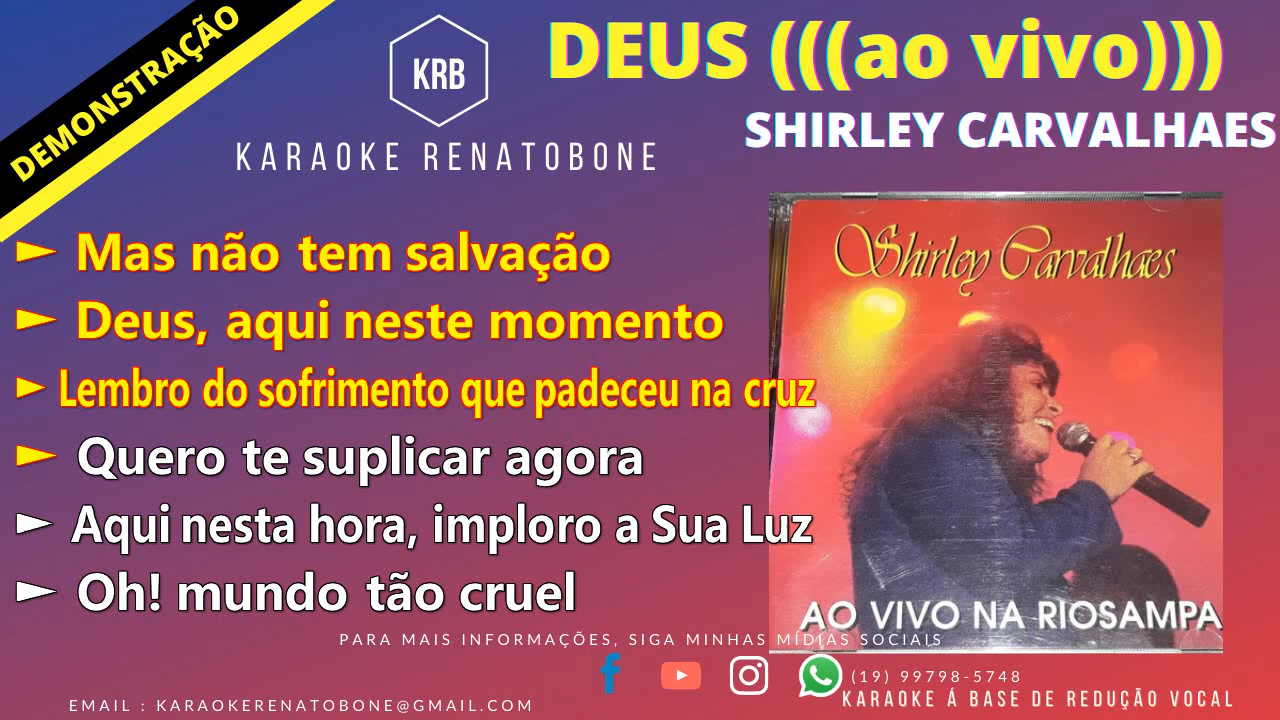 DEMONSTRAÇÃO
KRB
KARAOKE RENATOBONE
DEUS (((ao vivo)))
SHIRLEY CARVALHAES
Shirley Carvalhaes
► Mas não tem salvação
► Deus, aqui neste momento
► Lembro do sofrimento que padeceu na cruz
► Quero te suplicar agora
► Aqui nesta hora, imploro a Sua Luz
► Oh! mundo tão cruel
AO VIVO NA RIOSAMPA
PARA MAIS INFORMAÇÕES, SIGA MINHAS MÍDIAS SOCIAIS
(19) 99798-5748
KARAOKE Á BASE DE REDUÇÃO VOCAL
EMAIL : KARAOKERENATOBONE@GMAIL.COM